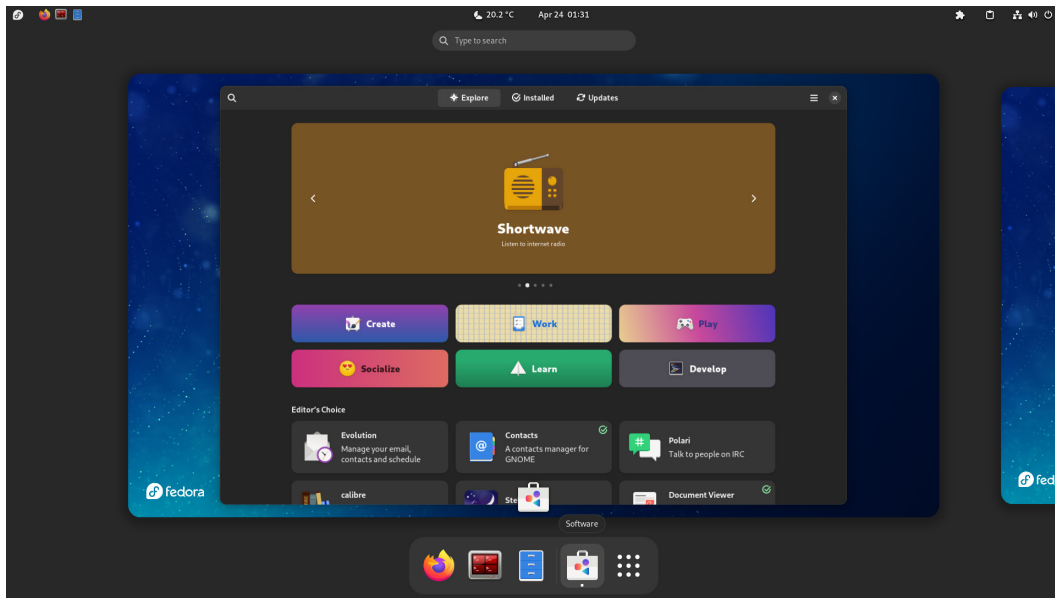 20.2 °C Apr 24 01:31
Type to search
Explore Installed Updates
Shortwave
Listen to internet radio
Create Work Play
Socialize Learn Develop
Editor's Choice
Evolution
Manage your email,
contacts and schedule
Contacts
A contacts manager for
GNOME
Polari
Talk to people on IRC
calibre
Ste
Document Viewer
fedora
fed
Software